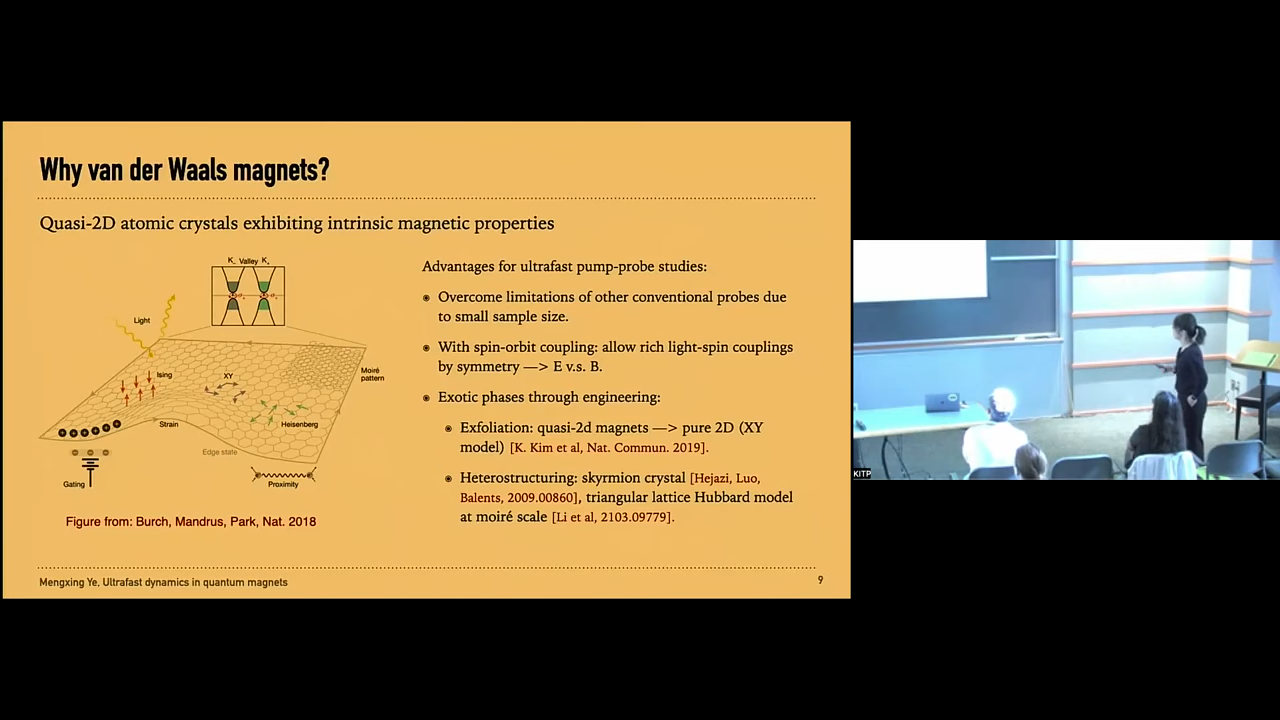 Why van der Waals magnets?
Quasi-2D atomic crystals exhibiting intrinsic magnetic properties
K₋ Valley K₊
Light
Ising
XY
Moiré
pattern
Strain
Heisenberg
Edge state
Gating
Proximity
Figure from: Burch, Mandrus, Park, Nat. 2018
Advantages for ultrafast pump-probe studies:
Overcome limitations of other conventional probes due
to small sample size.
With spin-orbit coupling: allow rich light-spin couplings
by symmetry —> E v.s. B.
Exotic phases through engineering:
Exfoliation: quasi-2d magnets —> pure 2D (XY
model) [K. Kim et al, Nat. Commun. 2019].
Heterostructuring: skyrmion crystal [Hejazi, Luo,
Balents, 2009.00860], triangular lattice Hubbard model
at moiré scale [Li et al, 2103.09779].
Mengxing Ye, Ultrafast dynamics in quantum magnets
9
KITP